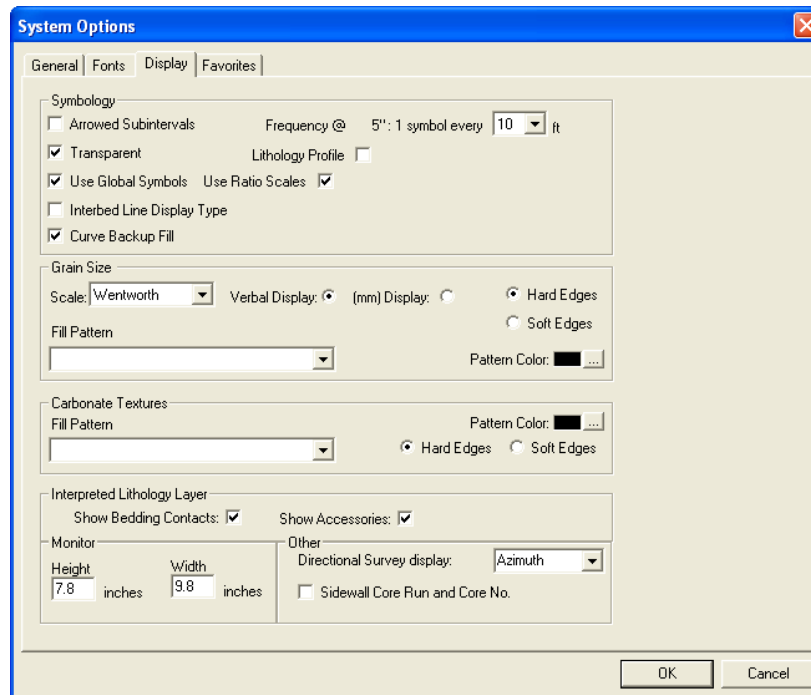 System Options
General Fonts Display Favorites
Symbology
Arrowed Subintervals Frequency @ 5'': 1 symbol every 10 ft
Transparent Lithology Profile
Use Global Symbols Use Ratio Scales
Interbed Line Display Type
Curve Backup Fill
Grain Size
Scale: Wentworth Verbal Display: (mm) Display: Hard Edges
Soft Edges
Fill Pattern
Pattern Color: ...
Carbonate Textures
Fill Pattern Pattern Color: ...
Hard Edges Soft Edges
Interpreted Lithology Layer
Show Bedding Contacts: Show Accessories:
Monitor
Height Width
7.8 inches 9.8 inches
Other
Directional Survey display: Azimuth
Sidewall Core Run and Core No.
OK Cancel